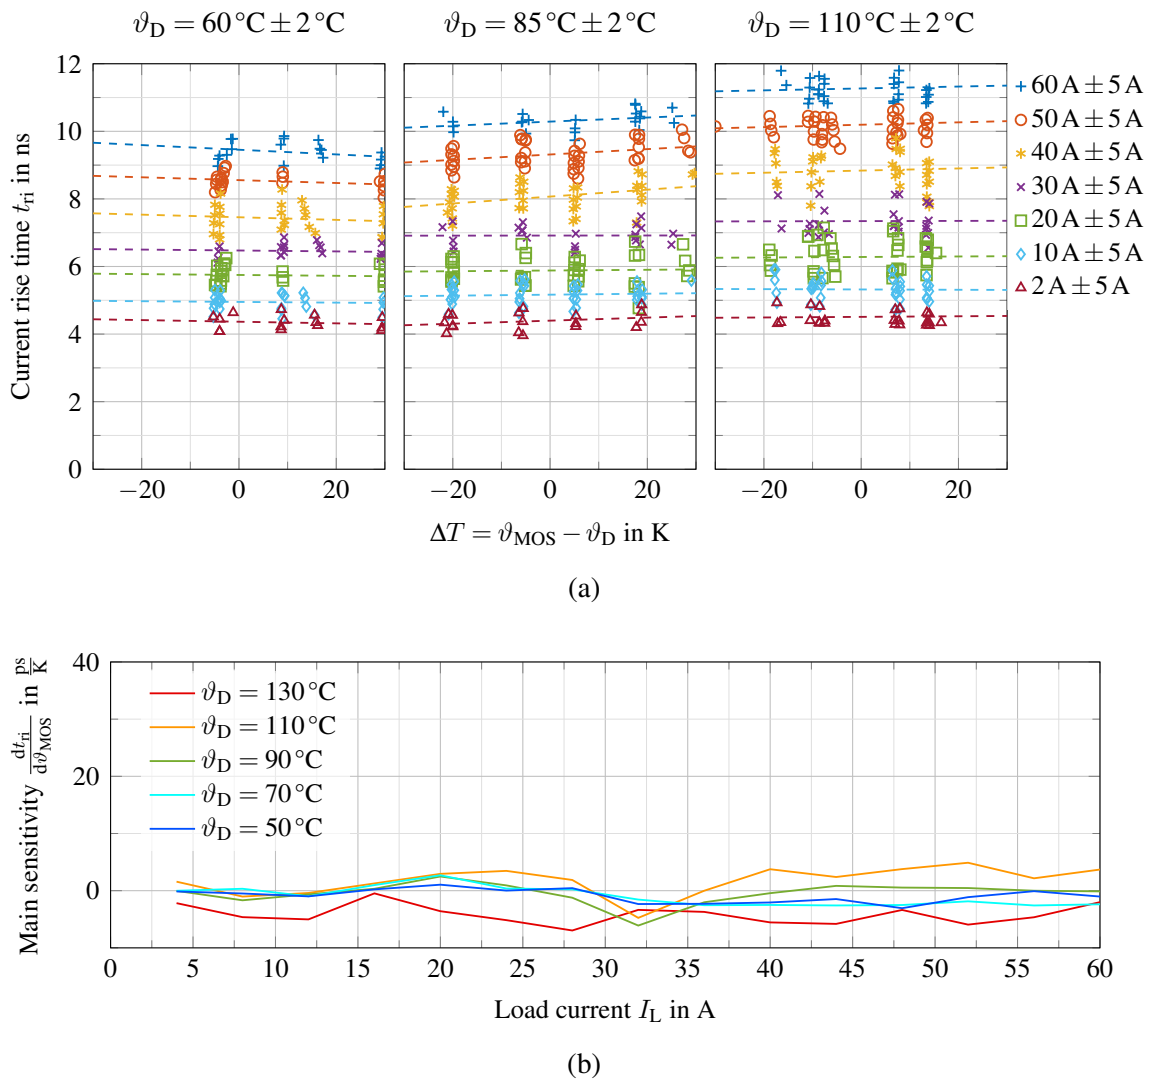 ϑD = 60 °C ± 2 °C ϑD = 85 °C ± 2 °C ϑD = 110 °C ± 2 °C
12
10
8
6
4
2
0
Current rise time tri in ns
−20 0 20 −20 0 20 −20 0 20
ΔT = ϑMOS − ϑD in K
60 A ± 5 A
50 A ± 5 A
40 A ± 5 A
30 A ± 5 A
20 A ± 5 A
10 A ± 5 A
2 A ± 5 A
(a)
40
20
0
Main sensitivity dtri/dϑMOS in ps/K
ϑD = 130 °C
ϑD = 110 °C
ϑD = 90 °C
ϑD = 70 °C
ϑD = 50 °C
0 5 10 15 20 25 30 35 40 45 50 55 60
Load current IL in A
(b)